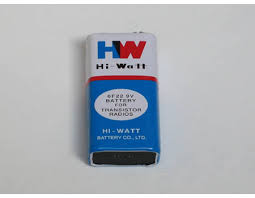 HW
Hi-Watt
6F22 9V
BATTERY
FOR
TRANSISTOR
RADIOS
HI-WATT
BATTERY CO., LTD.